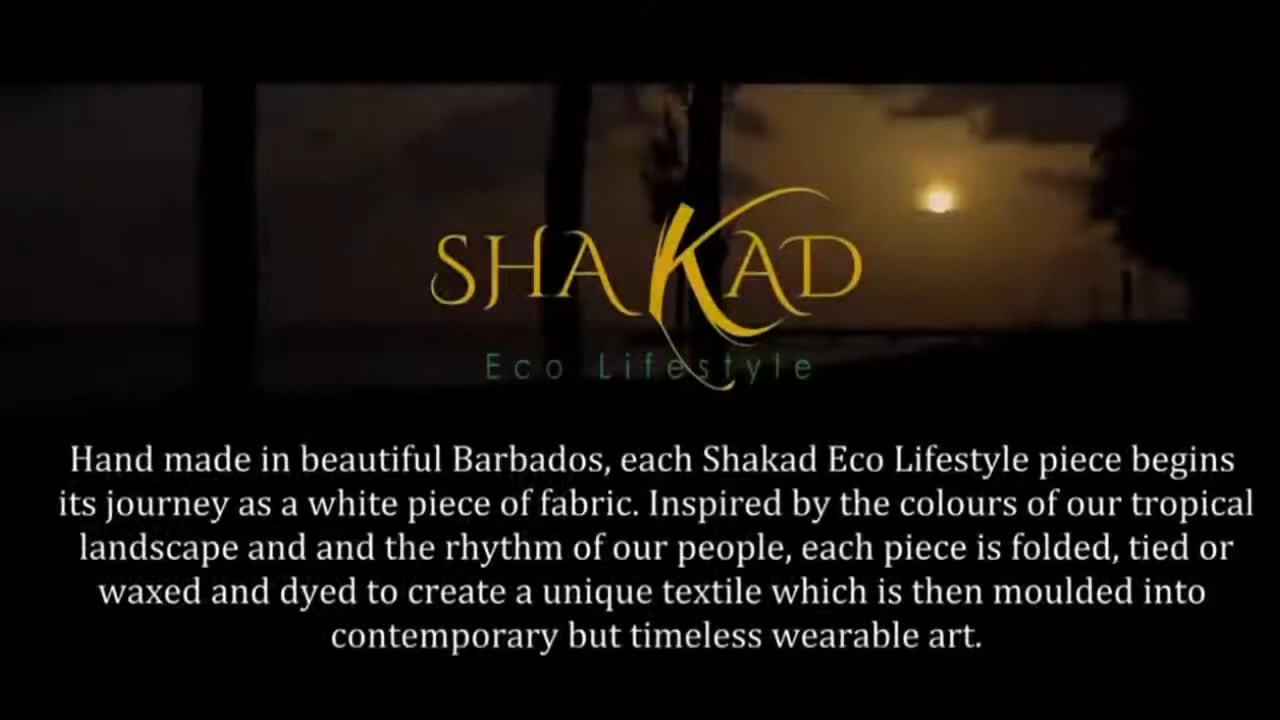 SHAKAD
Eco Lifestyle
Hand made in beautiful Barbados, each Shakad Eco Lifestyle piece begins
its journey as a white piece of fabric. Inspired by the colours of our tropical
landscape and and the rhythm of our people, each piece is folded, tied or
waxed and dyed to create a unique textile which is then moulded into
contemporary but timeless wearable art.